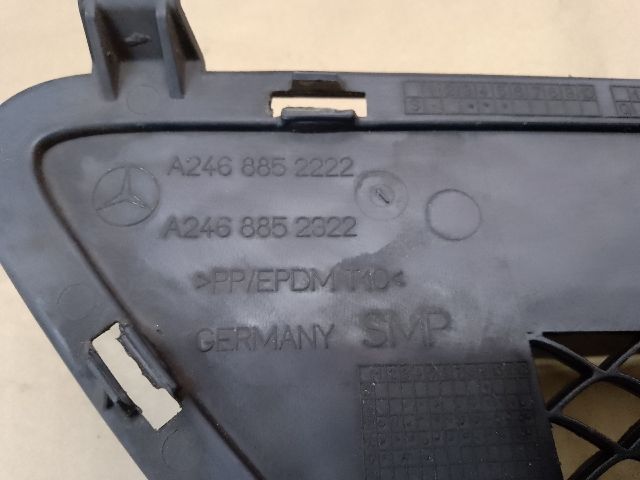 A246 885 2222
A246 885 2322
>PP/EPDM T10<
GERMANY SMP